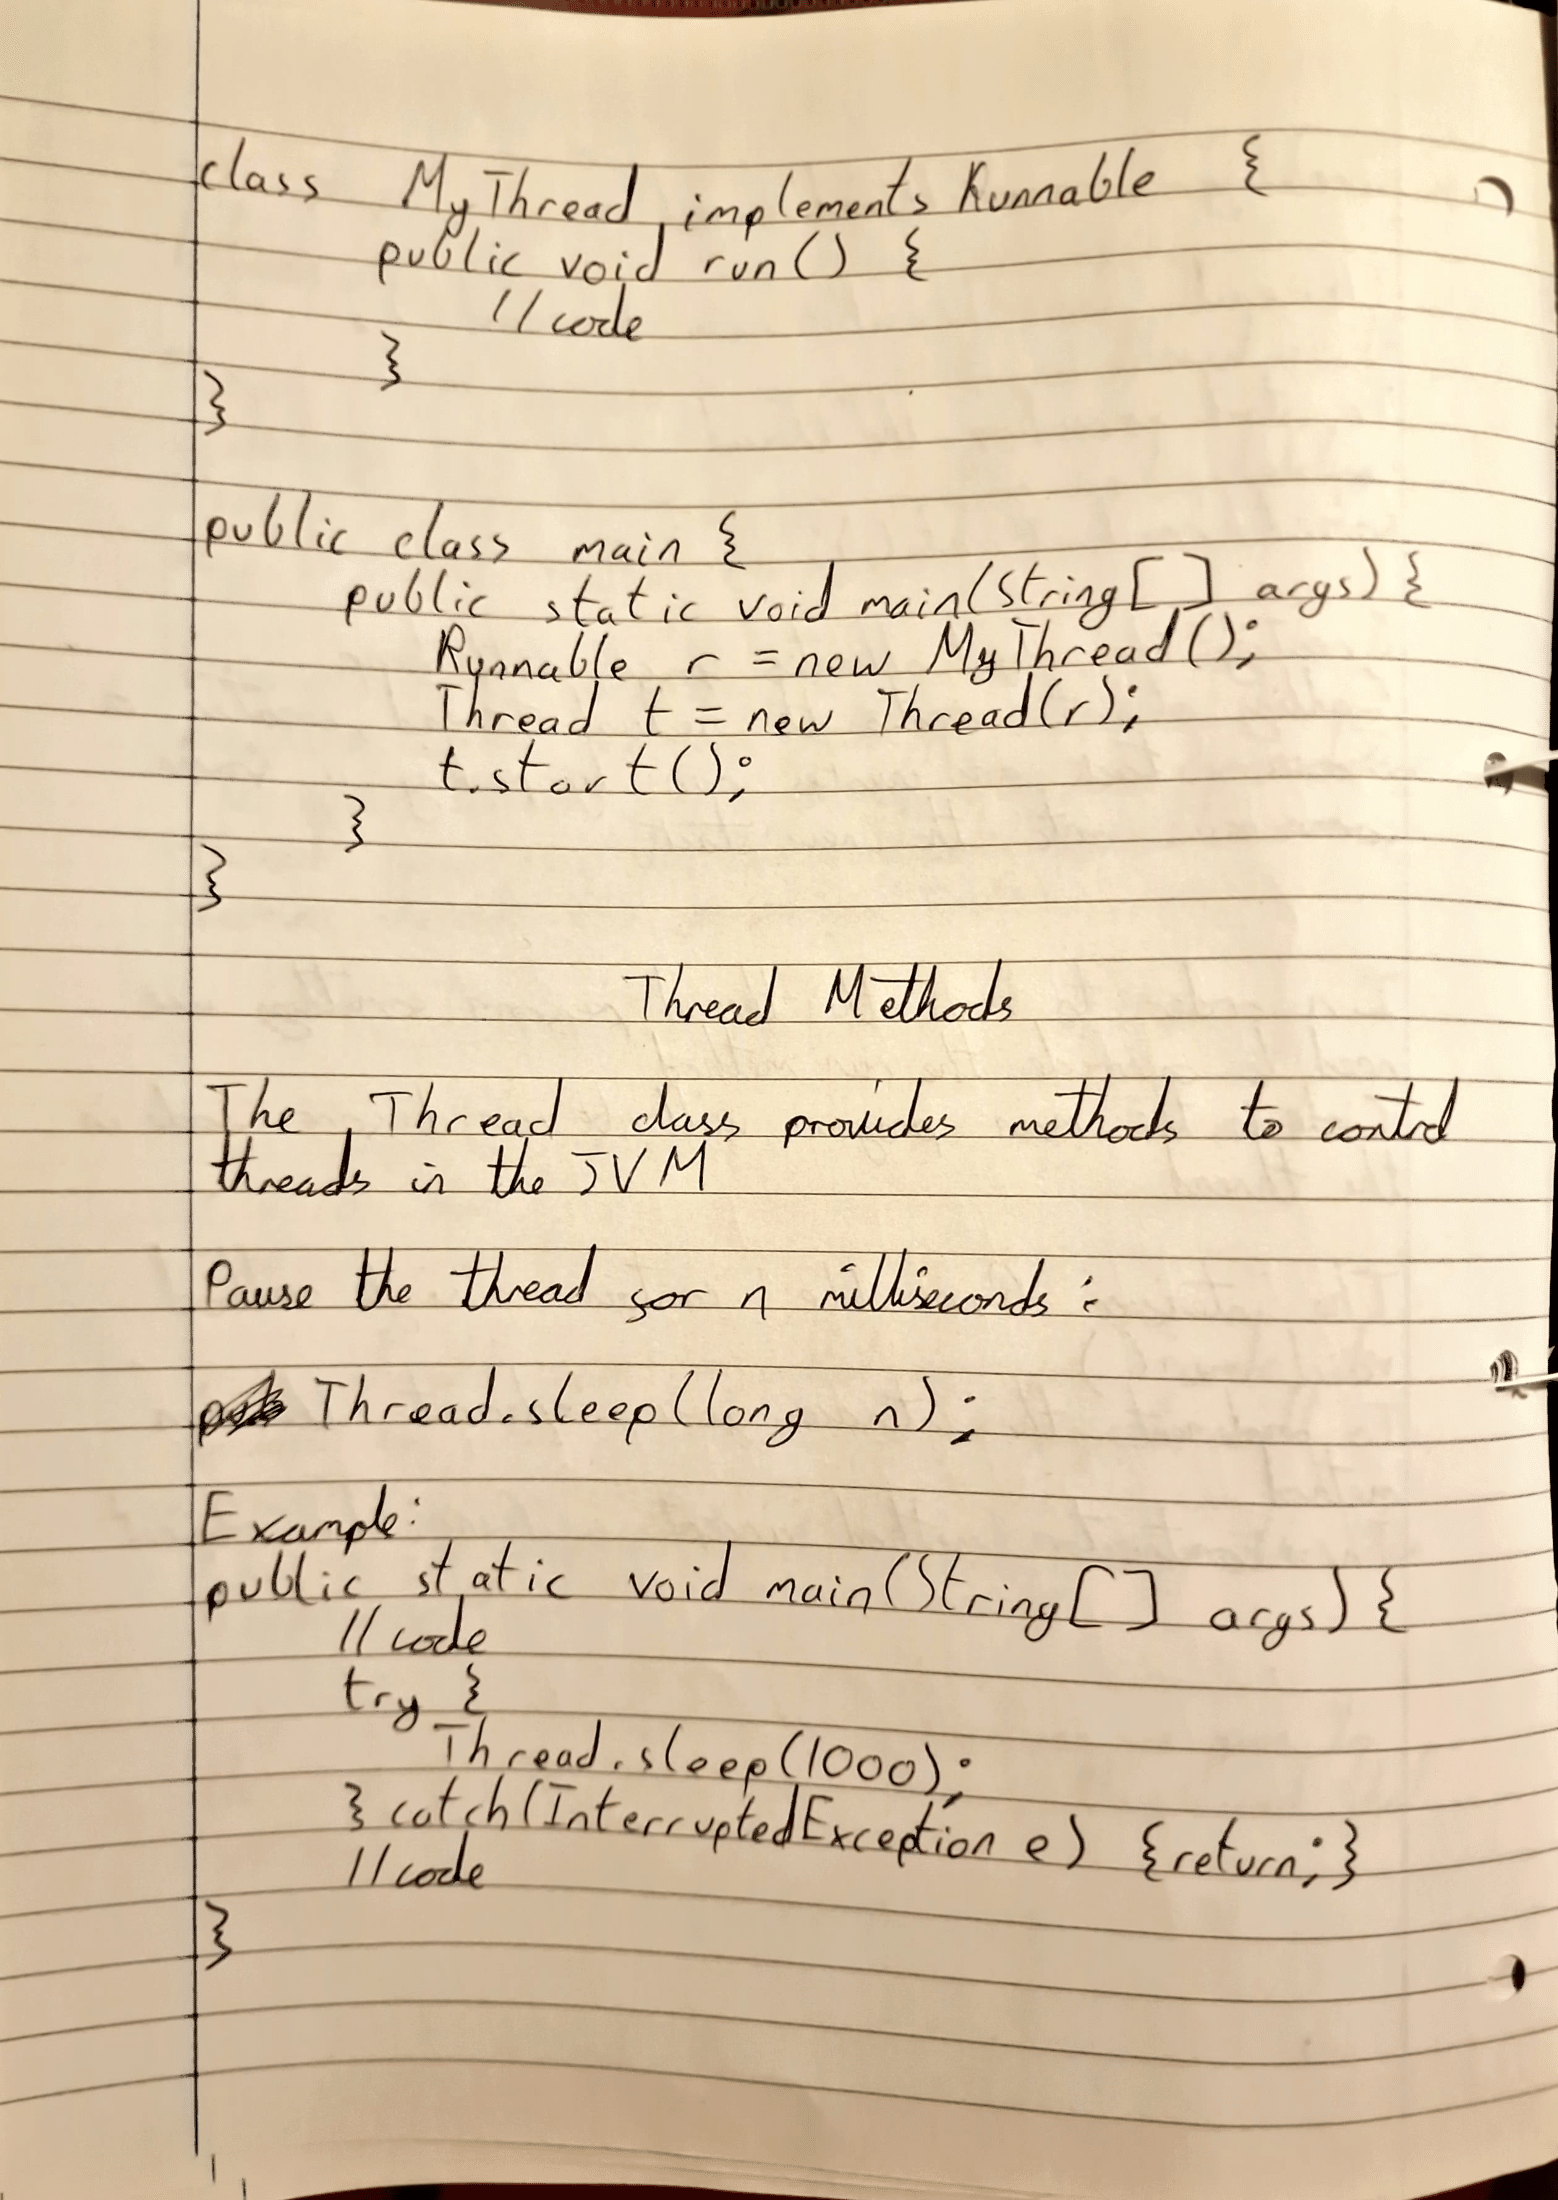 class MyThread implements Runnable {
public void run() {
//code
}
}
public class main {
public static void main(String[] args) {
Runnable r = new MyThread();
Thread t = new Thread(r);
t.start();
}
}
Thread Methods
The Thread class provides methods to control
threads in the JVM
Pause the thread for n milliseconds:
Thread.sleep(long n);
Example:
public static void main(String[] args) {
//code
try {
Thread.sleep(1000);
} catch(InterruptedException e) {return;}
//code
}